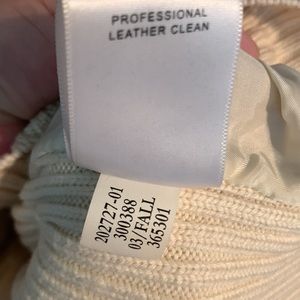 PROFESSIONAL
LEATHER CLEAN
202727-01
300388
03/FALL
365301